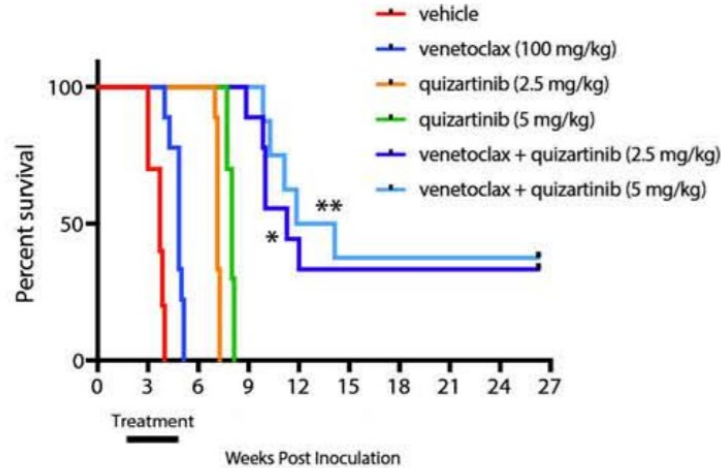 vehicle
venetoclax (100 mg/kg)
quizartinib (2.5 mg/kg)
quizartinib (5 mg/kg)
venetoclax + quizartinib (2.5 mg/kg)
venetoclax + quizartinib (5 mg/kg)
Percent survival
100
50
0
**
*
0 3 6 9 12 15 18 21 24 27
Treatment
Weeks Post Inoculation